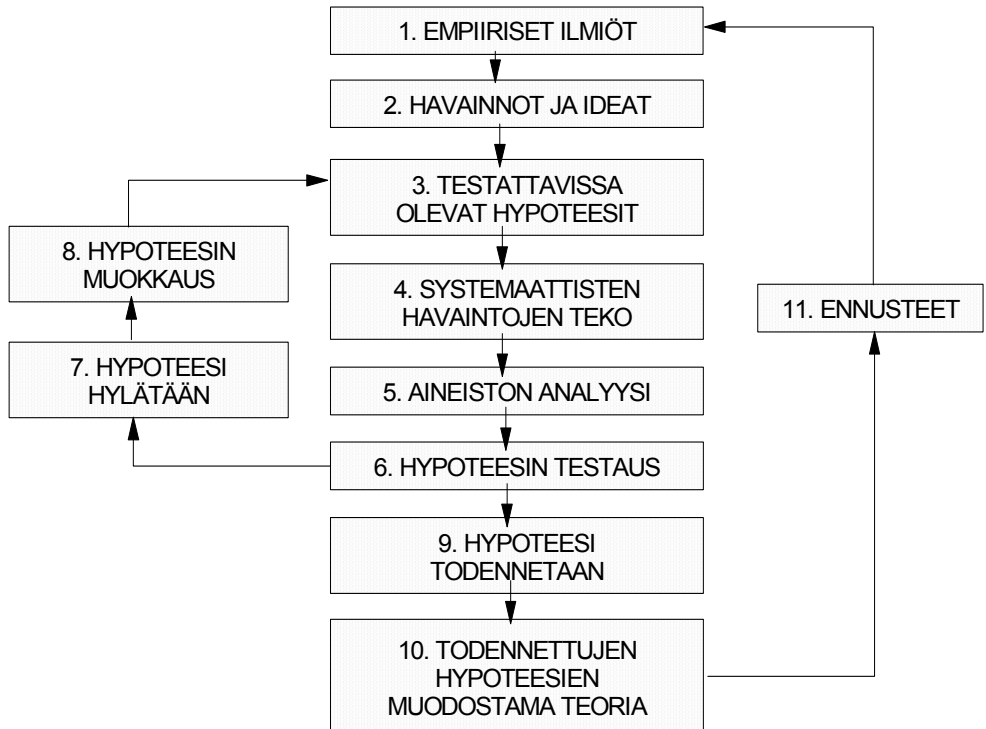 1. EMPIIRISET ILMIÖT
2. HAVAINNOT JA IDEAT
3. TESTATTAVISSA
OLEVAT HYPOTEESIT
4. SYSTEMAATTISTEN
HAVAINTOJEN TEKO
5. AINEISTON ANALYYSI
6. HYPOTEESIN TESTAUS
7. HYPOTEESI
HYLÄTÄÄN
8. HYPOTEESIN
MUOKKAUS
9. HYPOTEESI
TODENNETAAN
10. TODENNETTUJEN
HYPOTEESIEN
MUODOSTAMA TEORIA
11. ENNUSTEET